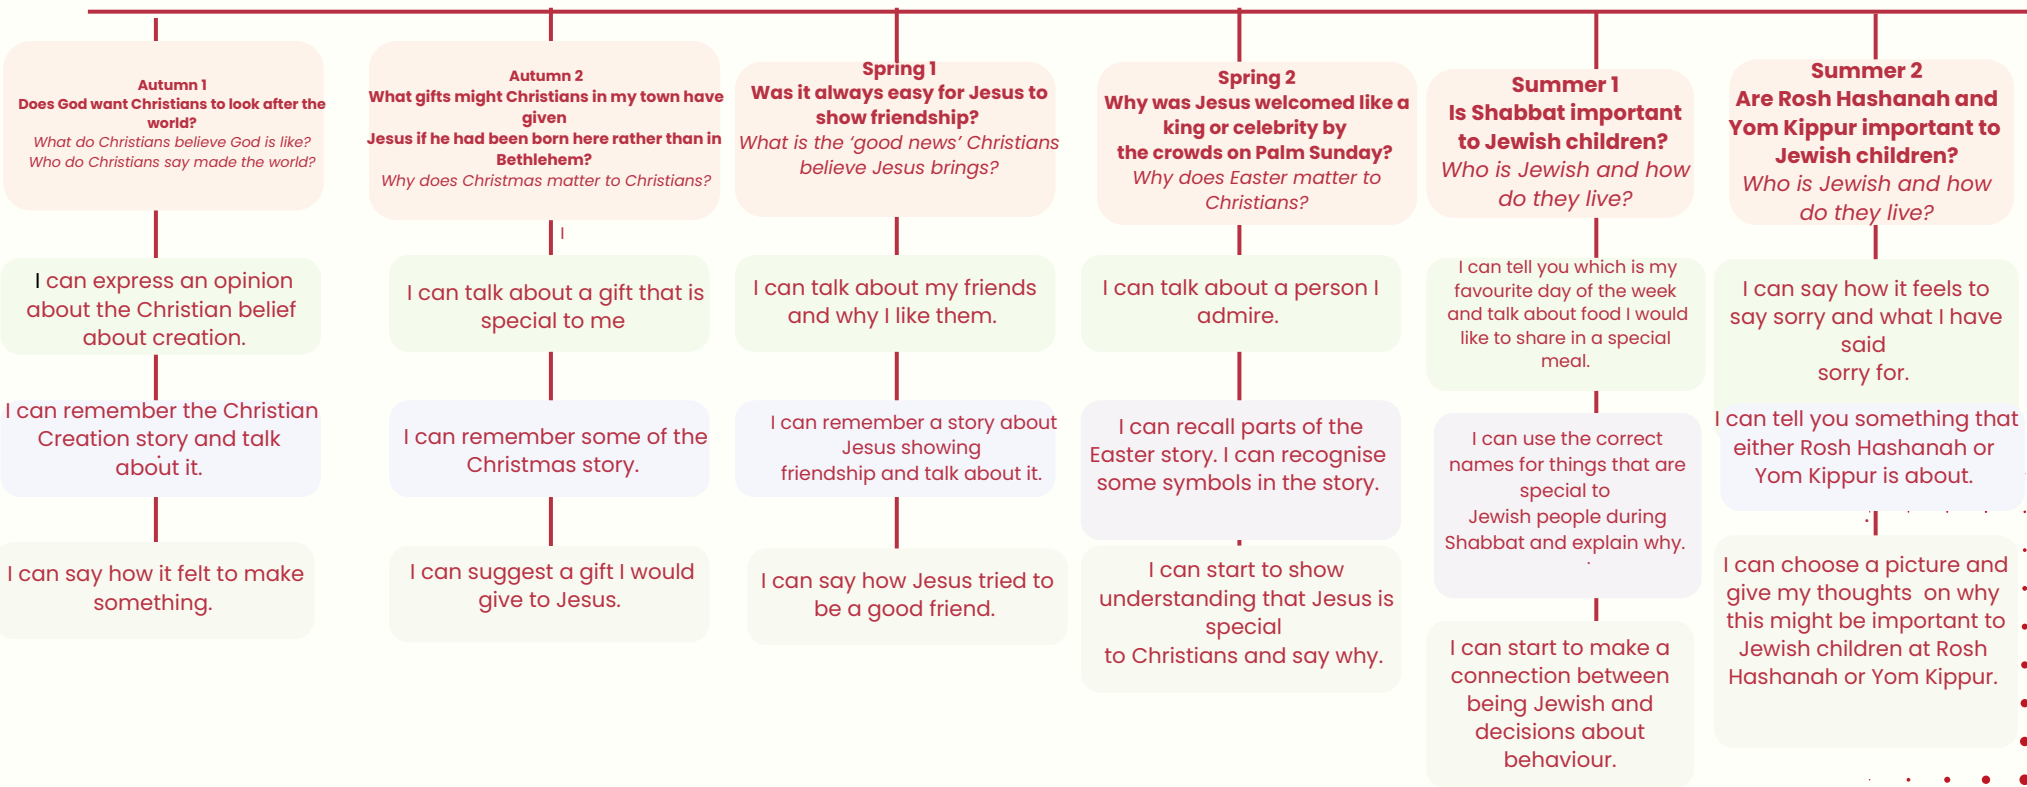 Autumn 1
Does God want Christians to look after the
world?
What do Christians believe God is like?
Who do Christians say made the world?
I can express an opinion
about the Christian belief
about creation.
I can remember the Christian
Creation story and talk
about it.
I can say how it felt to make
something.
Autumn 2
What gifts might Christians in my town have
given
Jesus if he had been born here rather than in
Bethlehem?
Why does Christmas matter to Christians?
I
I can talk about a gift that is
special to me
I can remember some of the
Christmas story.
I can suggest a gift I would
give to Jesus.
Spring 1
Was it always easy for Jesus to
show friendship?
What is the ‘good news’ Christians
believe Jesus brings?
I can talk about my friends
and why I like them.
I can remember a story about
Jesus showing
friendship and talk about it.
I can say how Jesus tried to
be a good friend.
Spring 2
Why was Jesus welcomed like a
king or celebrity by
the crowds on Palm Sunday?
Why does Easter matter to
Christians?
I can talk about a person I
admire.
I can recall parts of the
Easter story. I can recognise
some symbols in the story.
I can start to show
understanding that Jesus is
special
to Christians and say why.
Summer 1
Is Shabbat important
to Jewish children?
Who is Jewish and how
do they live?
I can tell you which is my
favourite day of the week
and talk about food I would
like to share in a special
meal.
I can use the correct
names for things that are
special to
Jewish people during
Shabbat and explain why.
I can start to make a
connection between
being Jewish and
decisions about
behaviour.
Summer 2
Are Rosh Hashanah and
Yom Kippur important to
Jewish children?
Who is Jewish and how
do they live?
I can say how it feels to
say sorry and what I have
said
sorry for.
I can tell you something that
either Rosh Hashanah or
Yom Kippur is about.
I can choose a picture and
give my thoughts on why
this might be important to
Jewish children at Rosh
Hashanah or Yom Kippur.